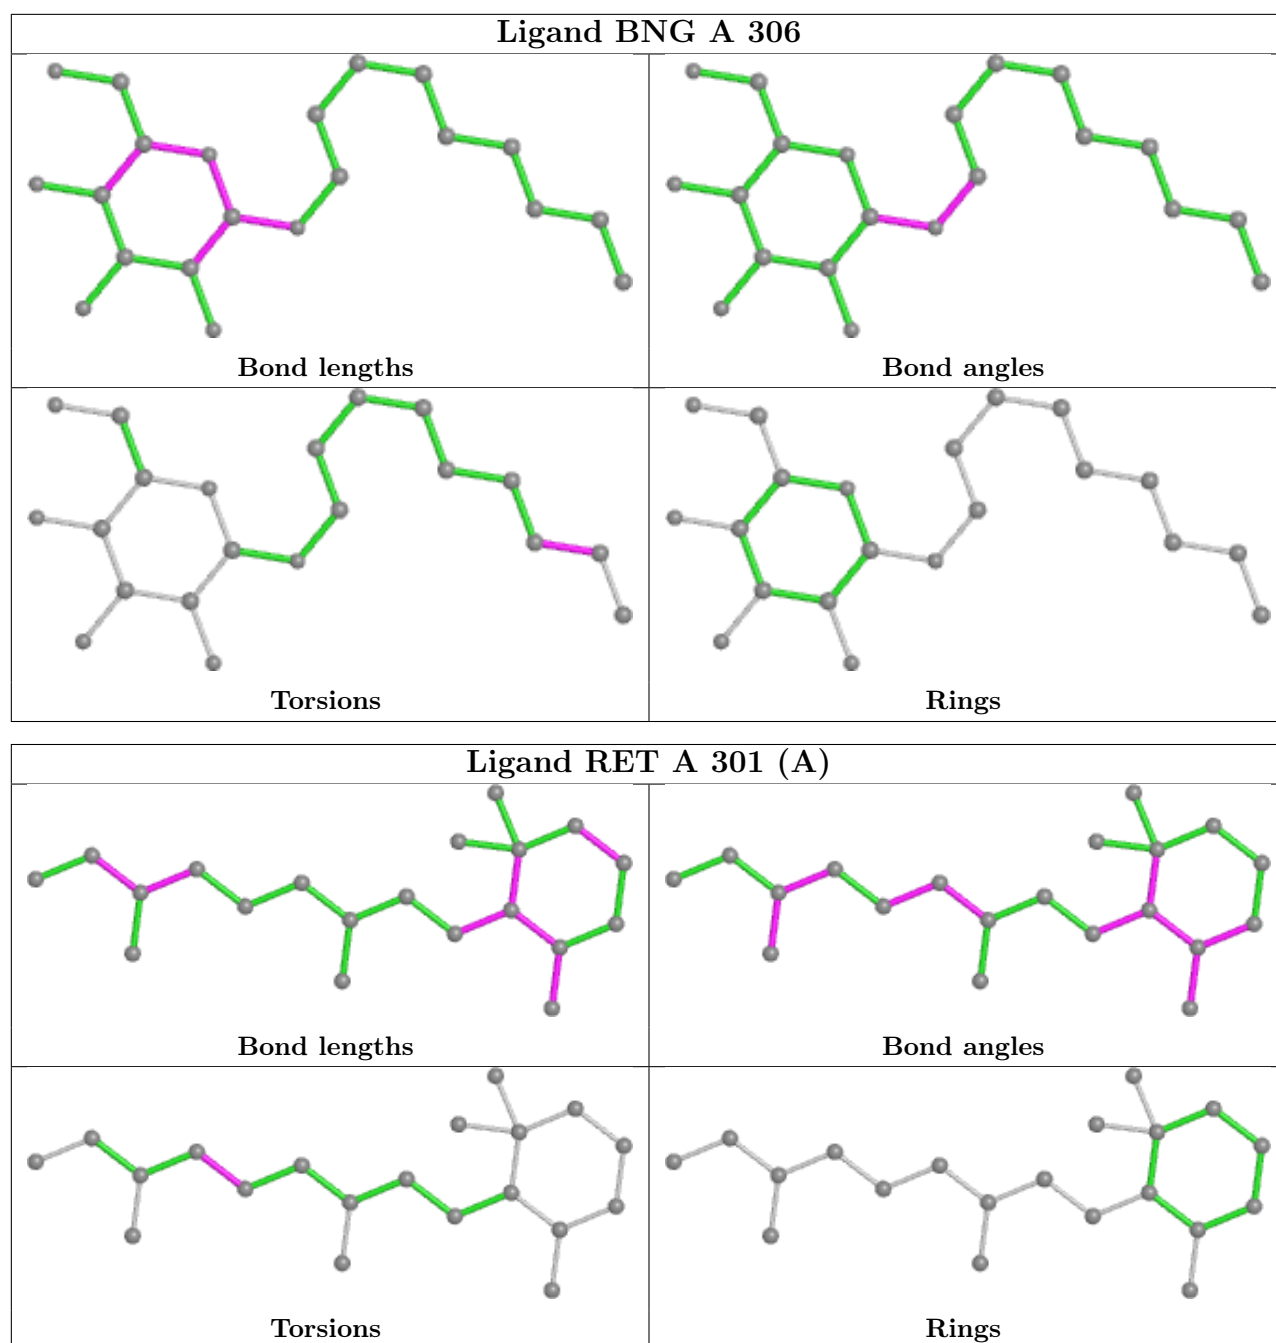 Ligand BNG A 306
Bond lengths
Bond angles
Torsions
Rings
Ligand RET A 301 (A)
Bond lengths
Bond angles
Torsions
Rings